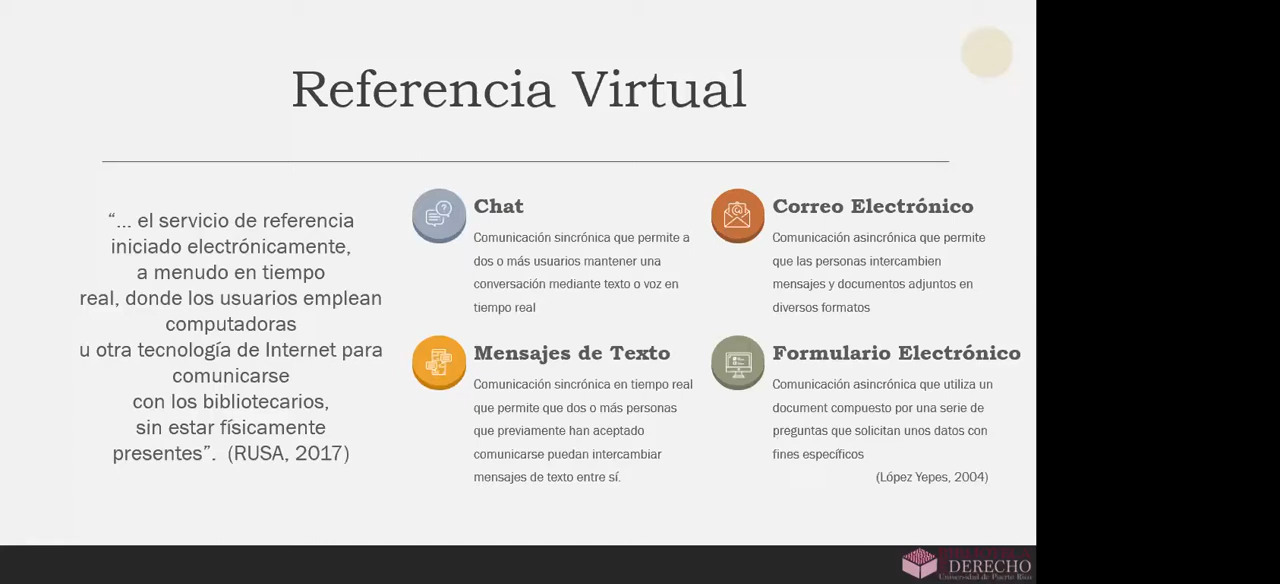 Referencia Virtual
“... el servicio de referencia
iniciado electrónicamente,
a menudo en tiempo
real, donde los usuarios emplean
computadoras
u otra tecnología de Internet para
comunicarse
con los bibliotecarios,
sin estar físicamente
presentes”. (RUSA, 2017)
Chat
Comunicación sincrónica que permite a
dos o más usuarios mantener una
conversación mediante texto o voz en
tiempo real
Correo Electrónico
Comunicación asincrónica que permite
que las personas intercambien
mensajes y documentos adjuntos en
diversos formatos
Mensajes de Texto
Comunicación sincrónica en tiempo real
que permite que dos o más personas
que previamente han aceptado
comunicarse puedan intercambiar
mensajes de texto entre sí.
Formulario Electrónico
Comunicación asincrónica que utiliza un
document compuesto por una serie de
preguntas que solicitan unos datos con
fines específicos
(López Yepes, 2004)
BIBLIOTECA
DERECHO
Universidad de Puerto Rico